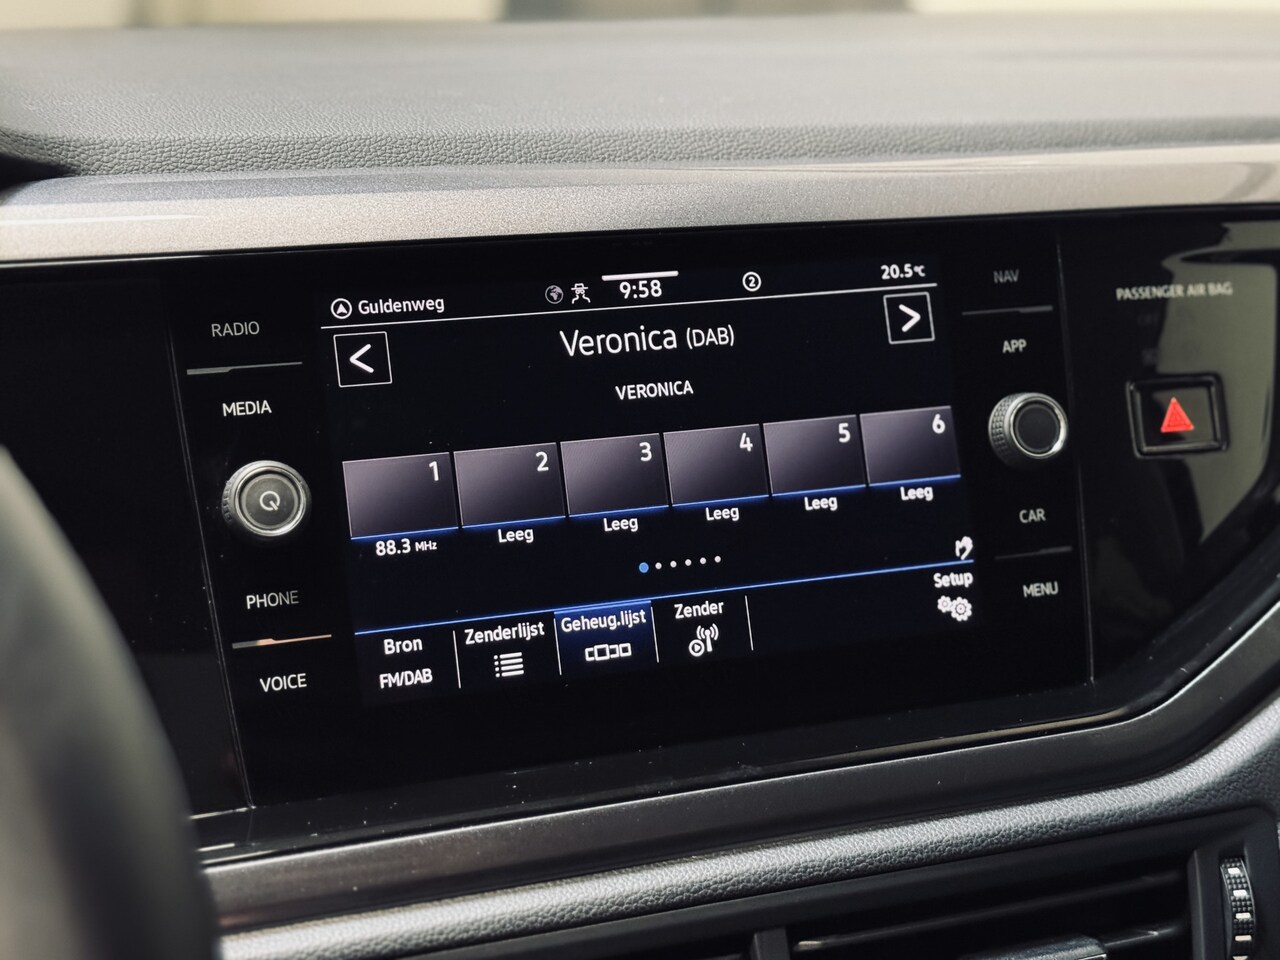 RADIO
MEDIA
PHONE
VOICE
Guldenweg
9:58
2
20.5°C
<
Veronica (DAB)
>
VERONICA
1
2
3
4
5
6
88.3 MHz
Leeg
Leeg
Leeg
Leeg
Leeg
Bron
FM/DAB
Zenderlijst
Geheug.lijst
Zender
Setup
NAV
APP
CAR
MENU
PASSENGER AIR BAG